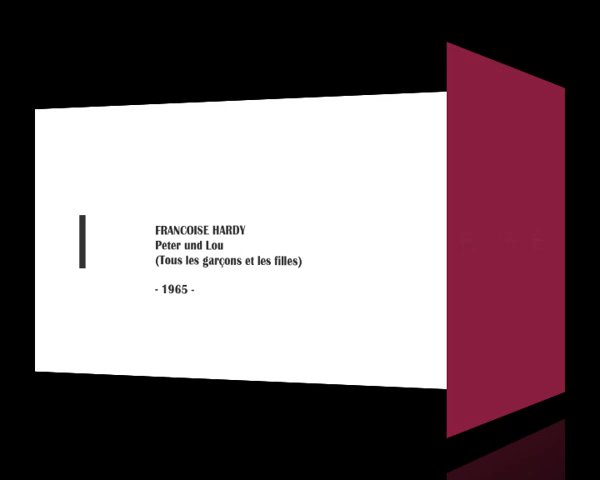 FRANCOISE HARDY
Peter und Lou
(Tous les garçons et les filles)
- 1965 -